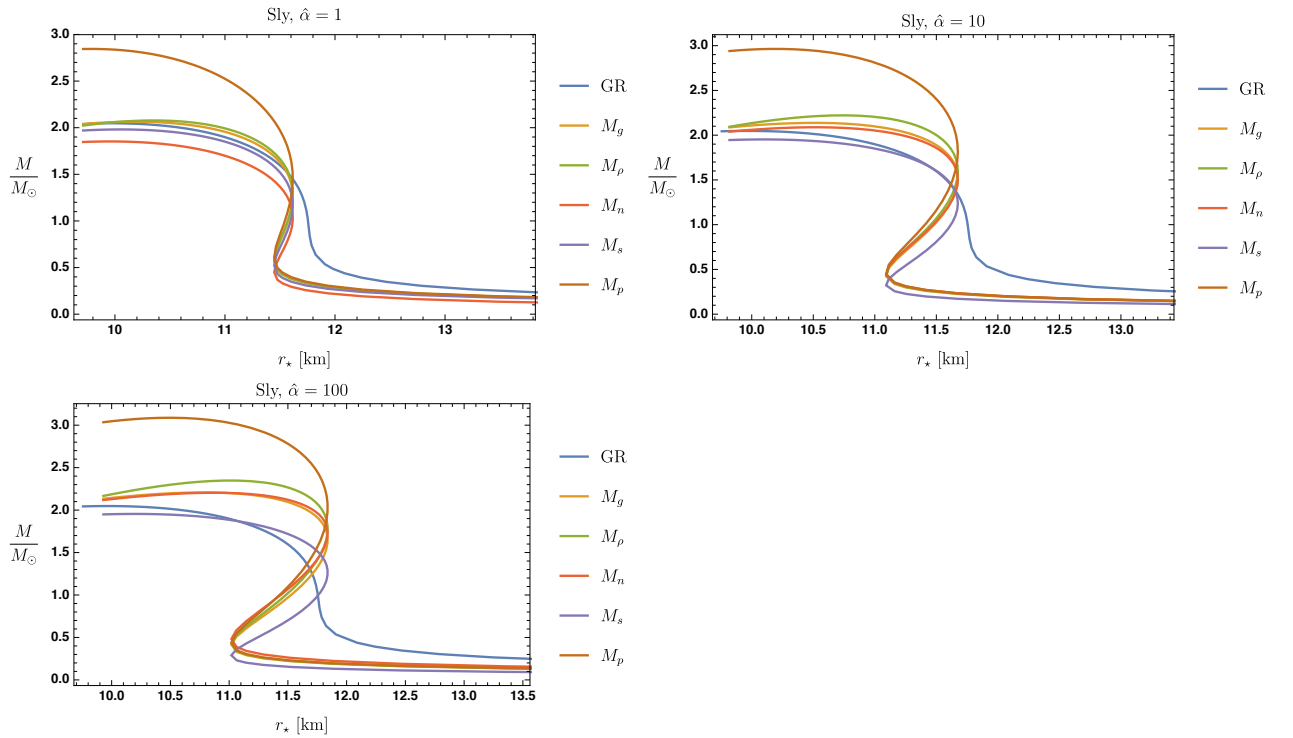 Sly, α̂ = 1
3.0
2.5
2.0
1.5
1.0
0.5
0.0
M
M⊙
10
11
12
13
r⋆ [km]
GR
M_g
M_ρ
M_n
M_s
M_p
Sly, α̂ = 10
3.0
2.5
2.0
1.5
1.0
0.5
0.0
M
M⊙
10.0
10.5
11.0
11.5
12.0
12.5
13.0
r⋆ [km]
GR
M_g
M_ρ
M_n
M_s
M_p
Sly, α̂ = 100
3.0
2.5
2.0
1.5
1.0
0.5
0.0
M
M⊙
10.0
10.5
11.0
11.5
12.0
12.5
13.0
13.5
r⋆ [km]
GR
M_g
M_ρ
M_n
M_s
M_p